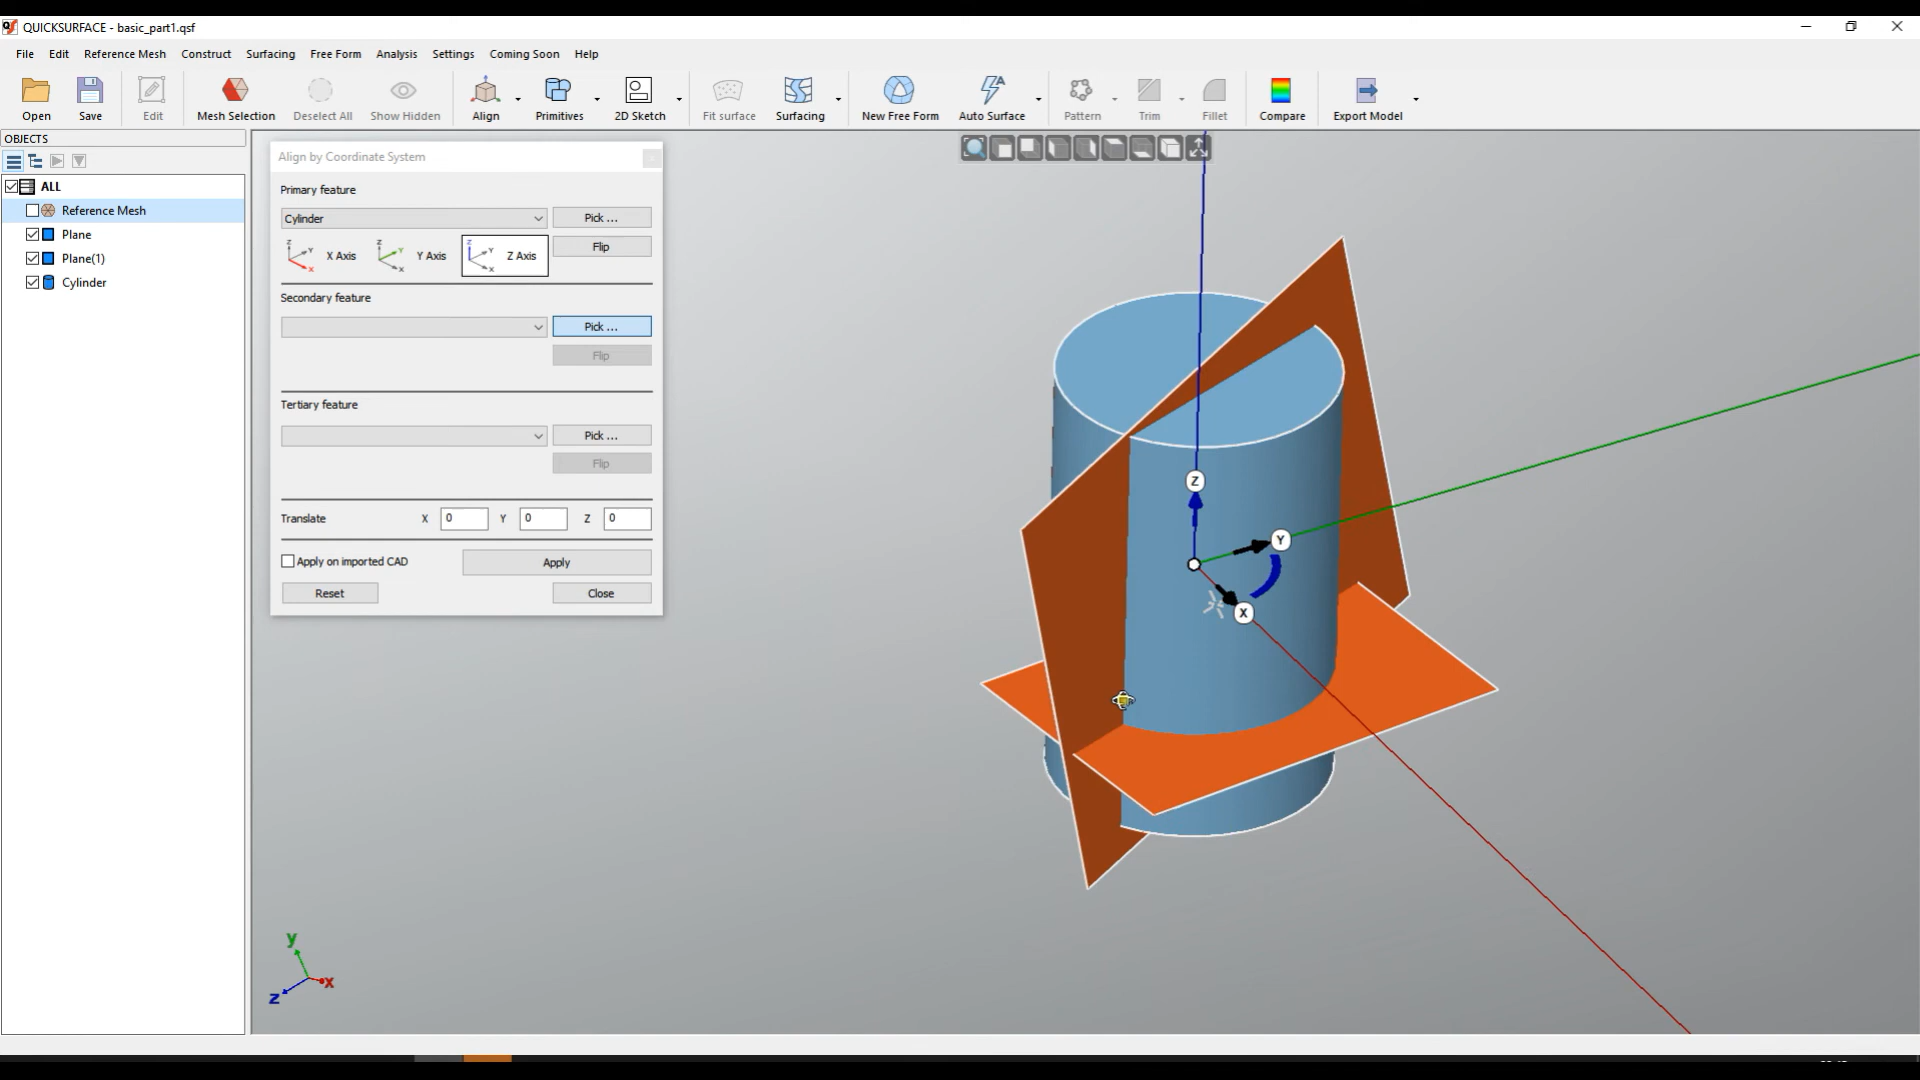 QUICKSURFACE - basic_part1.qsf
File Edit Reference Mesh Construct Surfacing Free Form Analysis Settings Coming Soon Help
Open Save Edit Mesh Selection Deselect All Show Hidden Align Primitives 2D Sketch Fit surface Surfacing New Free Form Auto Surface Pattern Trim Fillet Compare Export Model
OBJECTS
ALL
Reference Mesh
Plane
Plane(1)
Cylinder
Align by Coordinate System
Primary feature
Cylinder Pick ...
X Axis Y Axis Z Axis Flip
Secondary feature
Pick ...
Flip
Tertiary feature
Pick ...
Flip
Translate X 0 Y 0 Z 0
Apply on imported CAD Apply
Reset Close
Z
Y
X
y
x
z